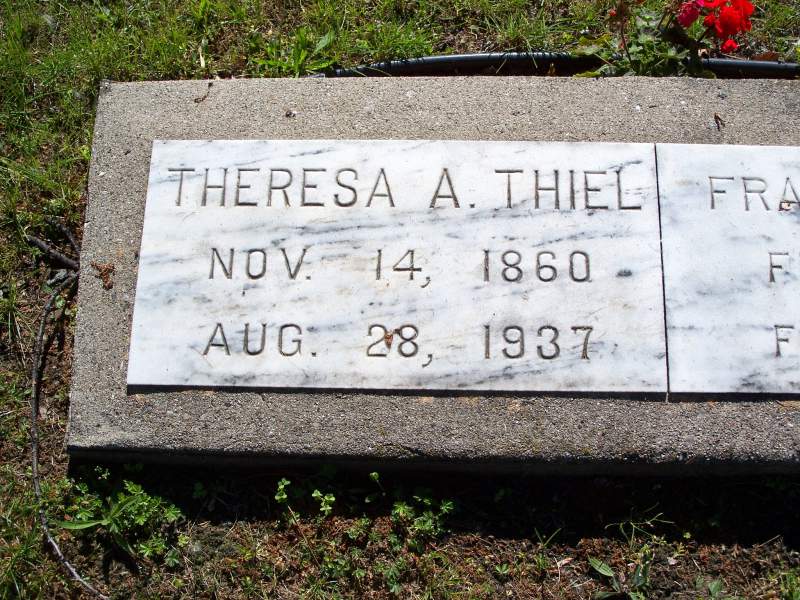 THERESA A. THIEL
NOV. 14, 1860
AUG. 28, 1937